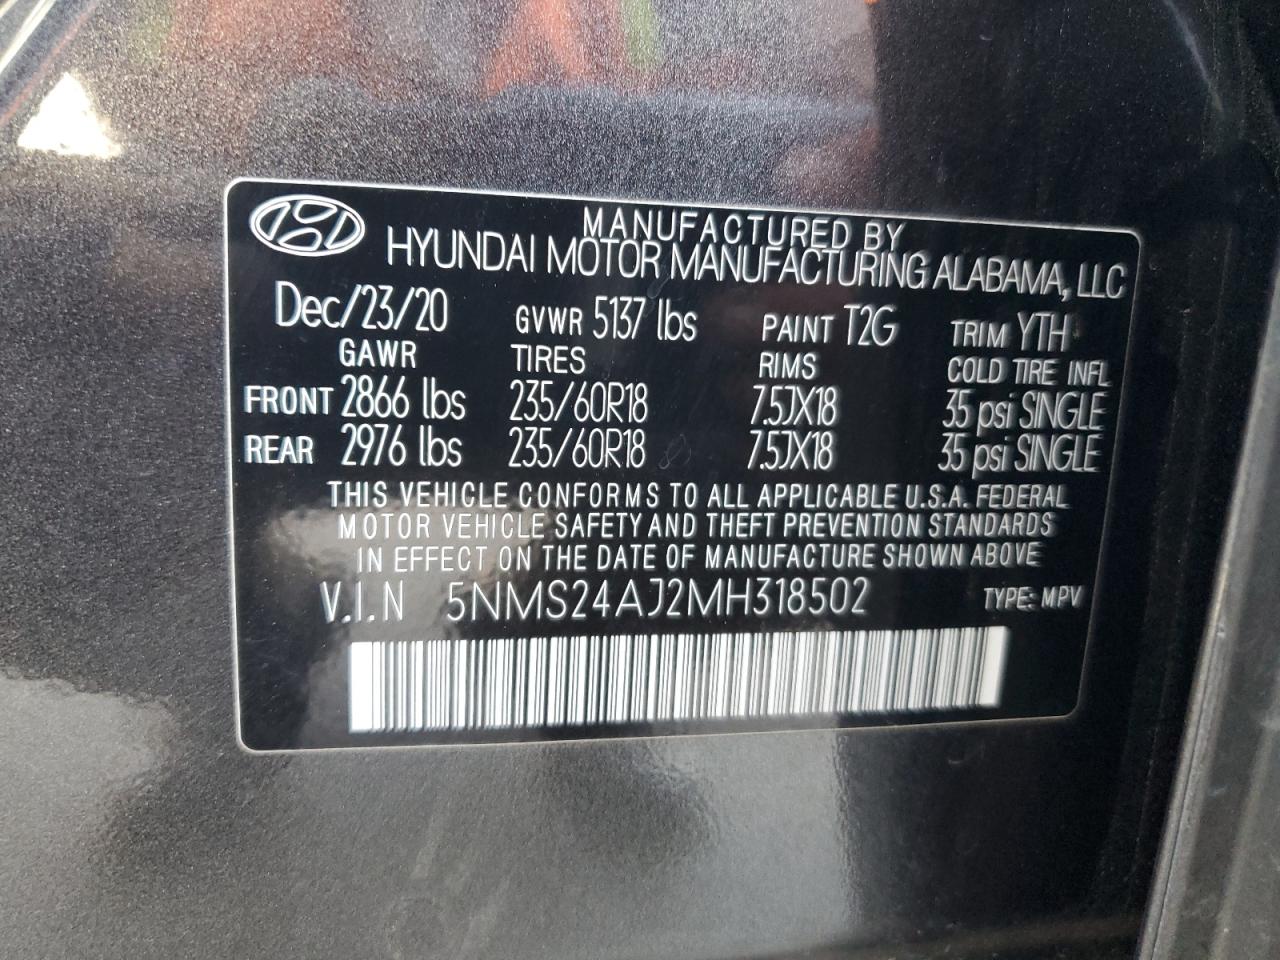 MANUFACTURED BY
HYUNDAI MOTOR MANUFACTURING ALABAMA, LLC
Dec/23/20 GVWR 5137 lbs PAINT T2G TRIM YTH
GAWR TIRES RIMS COLD TIRE INFL
FRONT 2866 lbs 235/60R18 7.5JX18 35 psi SINGLE
REAR 2976 lbs 235/60R18 7.5JX18 35 psi SINGLE
THIS VEHICLE CONFORMS TO ALL APPLICABLE U.S.A. FEDERAL
MOTOR VEHICLE SAFETY AND THEFT PREVENTION STANDARDS
IN EFFECT ON THE DATE OF MANUFACTURE SHOWN ABOVE
V.I.N 5NMS24AJ2MH318502 TYPE: MPV